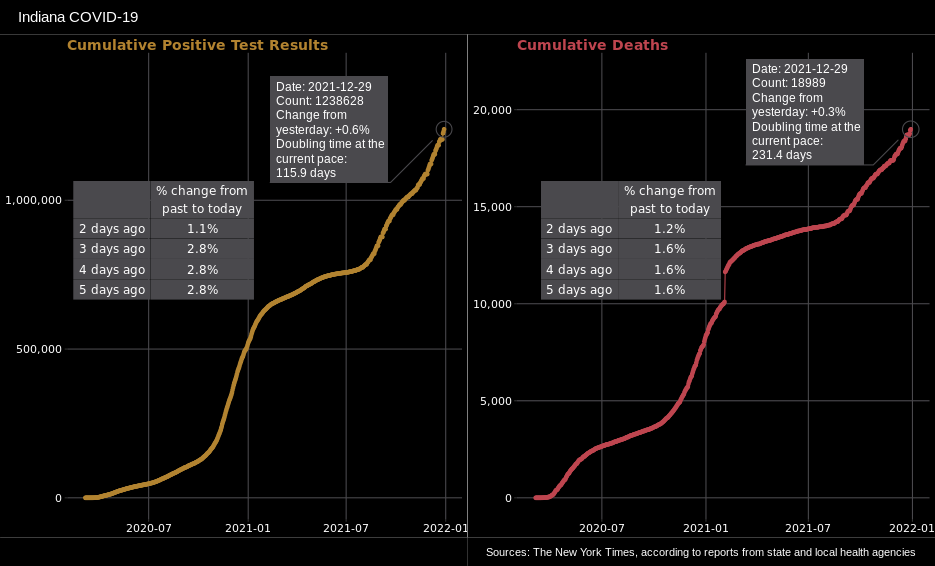 Indiana COVID-19
Cumulative Positive Test Results
Date: 2021-12-29
Count: 1238628
Change from
yesterday: +0.6%
Doubling time at the
current pace:
115.9 days
% change from
past to today
2 days ago 1.1%
3 days ago 2.8%
4 days ago 2.8%
5 days ago 2.8%
1,000,000
500,000
0
2020-07 2021-01 2021-07 2022-01
Cumulative Deaths
Date: 2021-12-29
Count: 18989
Change from
yesterday: +0.3%
Doubling time at the
current pace:
231.4 days
% change from
past to today
2 days ago 1.2%
3 days ago 1.6%
4 days ago 1.6%
5 days ago 1.6%
20,000
15,000
10,000
5,000
0
2020-07 2021-01 2021-07 2022-01
Sources: The New York Times, according to reports from state and local health agencies